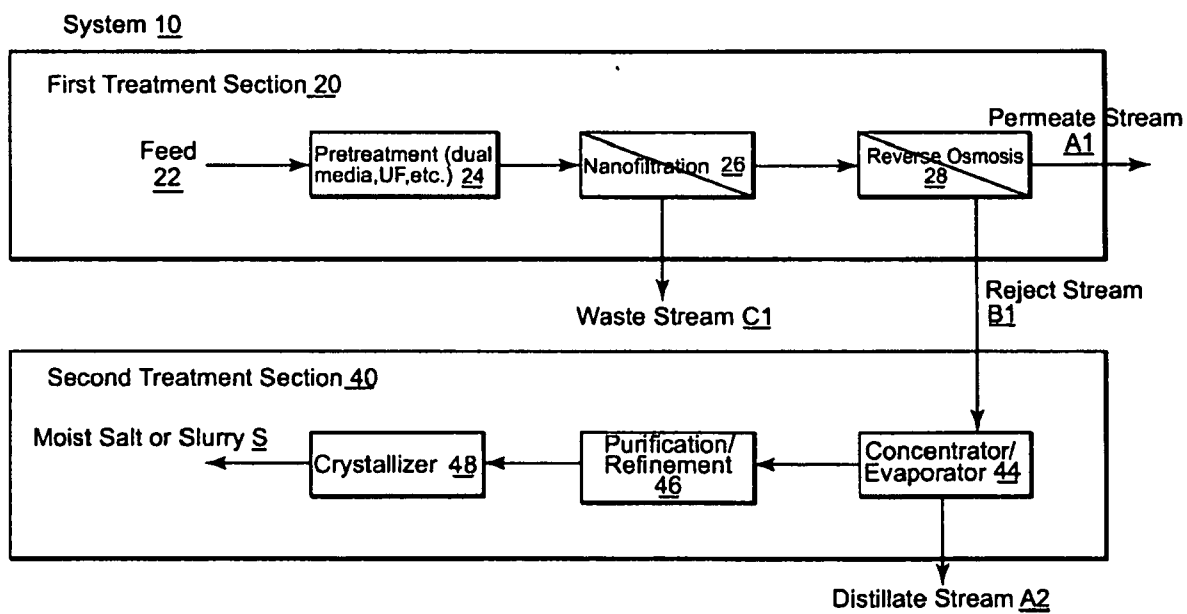 System 10
First Treatment Section 20
Feed
22
Pretreatment (dual
media,UF,etc.) 24
Nanofiltration 26
Reverse Osmosis
28
Permeate Stream
A1
Waste Stream C1
Reject Stream
B1
Second Treatment Section 40
Moist Salt or Slurry S
Crystallizer 48
Purification/
Refinement
46
Concentrator/
Evaporator 44
Distillate Stream A2